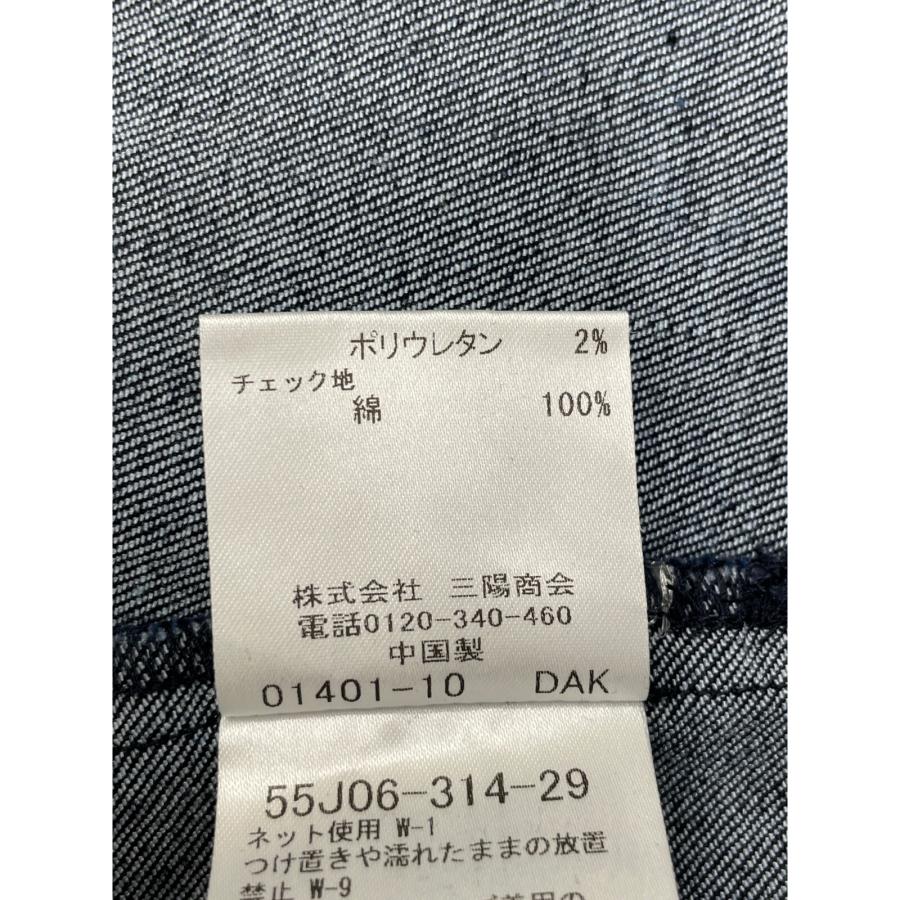 ポリウレタン 2%
チェック地
綿 100%
株式会社 三陽商会
電話0120-340-460
中国製
01401-10 DAK
55J06-314-29
ネット使用 W-1
つけ置きや濡れたままの放置
禁止 W-9
着用の